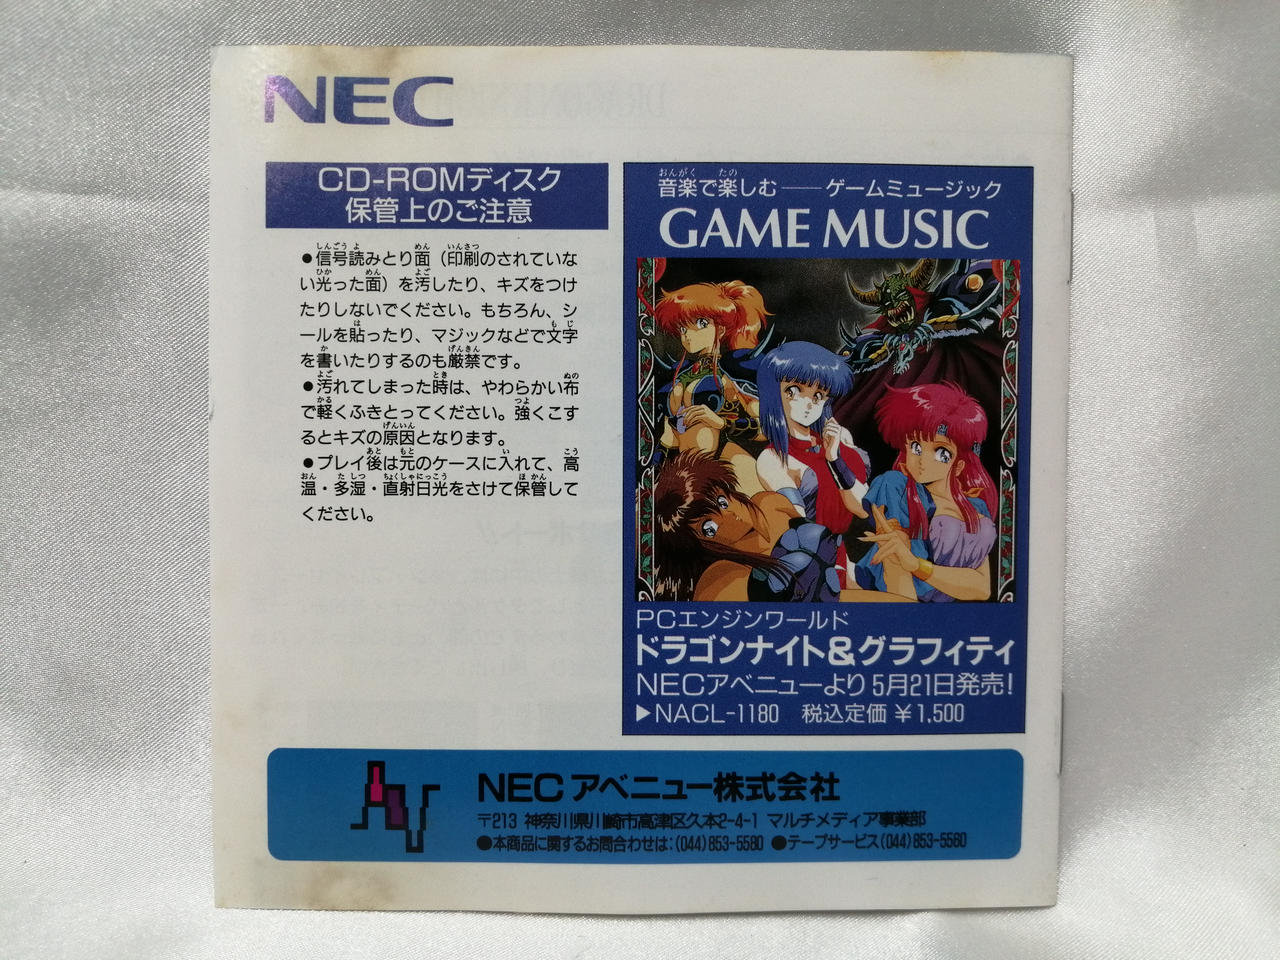 NEC
CD-ROMディスク
保管上のご注意
●信号読みとり面（印刷のされていな
い光った面）を汚したり、キズをつけ
たりしないでください。もちろん、シ
ールを貼ったり、マジックなどで文字
を書いたりするのも厳禁です。
●汚れてしまった時は、やわらかい布
で軽くふきとってください。強くこす
るとキズの原因となります。
●プレイ後は元のケースに入れて、高
温・多湿・直射日光をさけて保管して
ください。
音楽で楽しむ――ゲームミュージック
GAME MUSIC
PCエンジンワールド
ドラゴンナイト&グラフィティ
NECアベニューより5月21日発売!
▶NACL-1180 税込定価 ￥1,500
NECアベニュー株式会社
〒213 神奈川県川崎市高津区久本2-4-1 マルチメディア事業部
●本商品に関するお問合わせは:(044)853-5580 ●テープサービス(044)853-5560